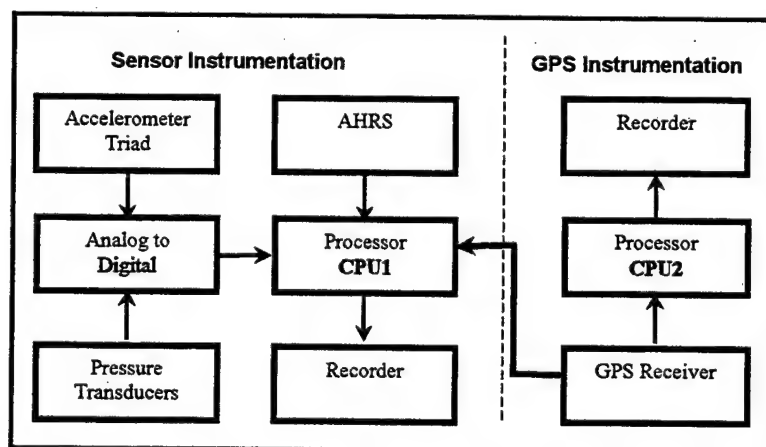 Sensor Instrumentation
GPS Instrumentation
Accelerometer
Triad
AHRS
Recorder
Analog to
Digital
Processor
CPU1
Processor
CPU2
Pressure
Transducers
Recorder
GPS Receiver